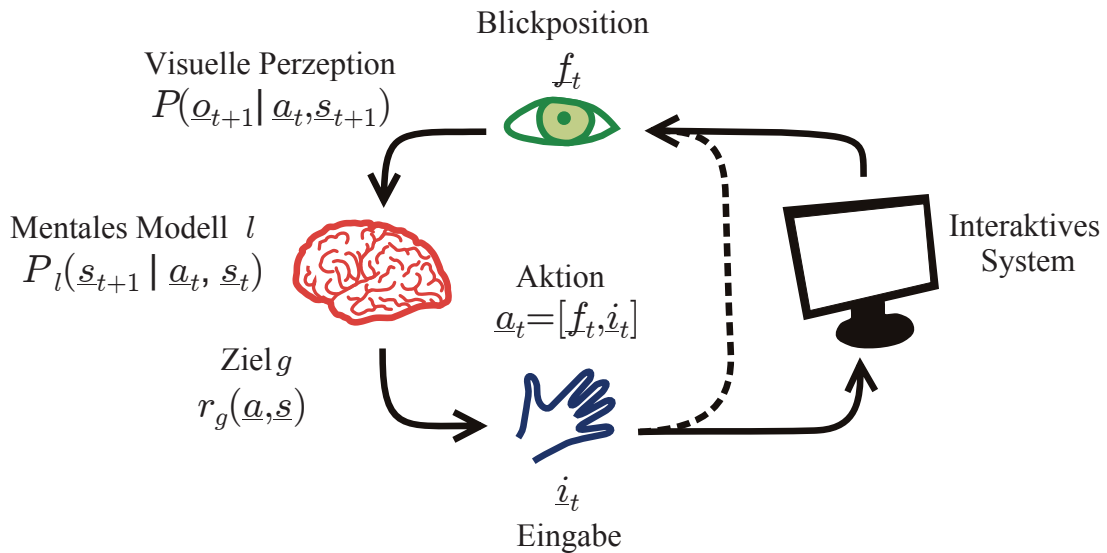 Blickposition
f_t
Visuelle Perzeption
P(o_{t+1}| a_t,s_{t+1})
Mentales Modell l
P_l(s_{t+1} | a_t, s_t)
Interaktives
System
Aktion
a_t=[f_t,i_t]
Ziel g
r_g(a,s)
i_t
Eingabe